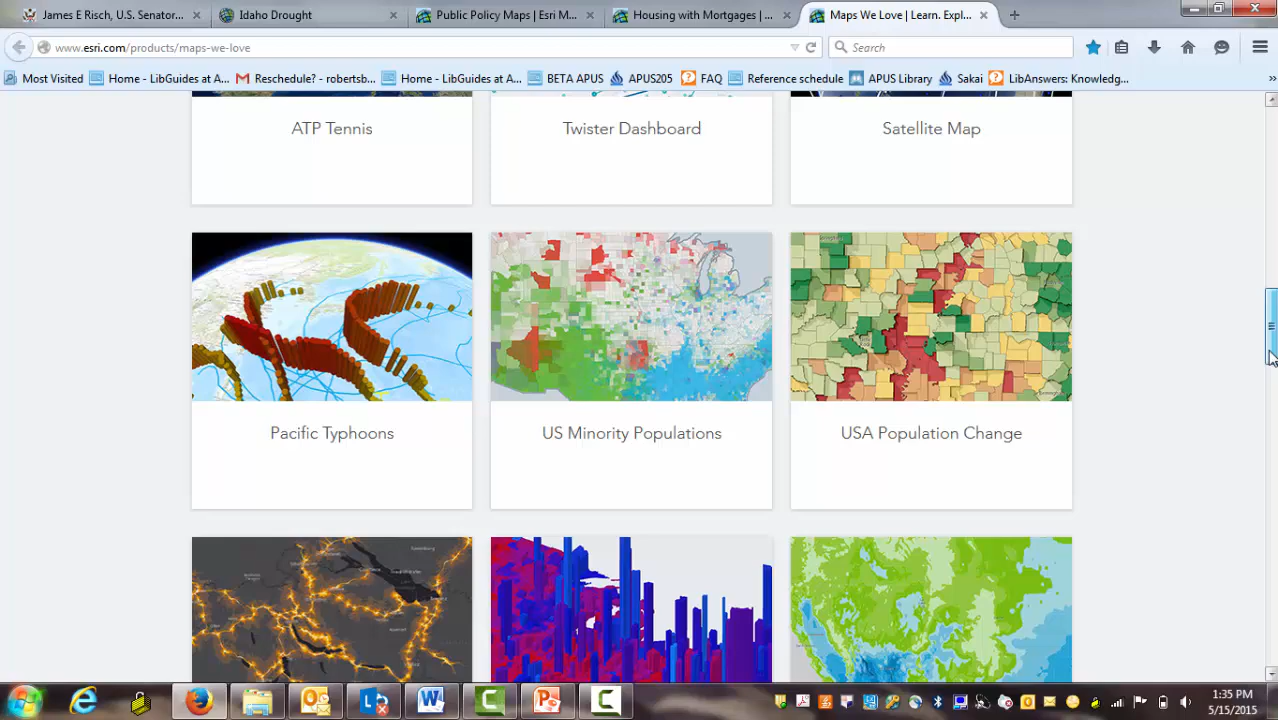 James E Risch, U.S. Senator... × Idaho Drought × Public Policy Maps | Esri M... × Housing with Mortgages | ... × Maps We Love | Learn. Expl... ×
www.esri.com/products/maps-we-love Search
Most Visited Home - LibGuides at A... Reschedule? - robertsb... Home - LibGuides at A... BETA APUS APUS205 FAQ Reference schedule APUS Library Sakai LibAnswers: Knowledg... »
ATP Tennis Twister Dashboard Satellite Map
Pacific Typhoons US Minority Populations USA Population Change
1:35 PM
5/15/2015